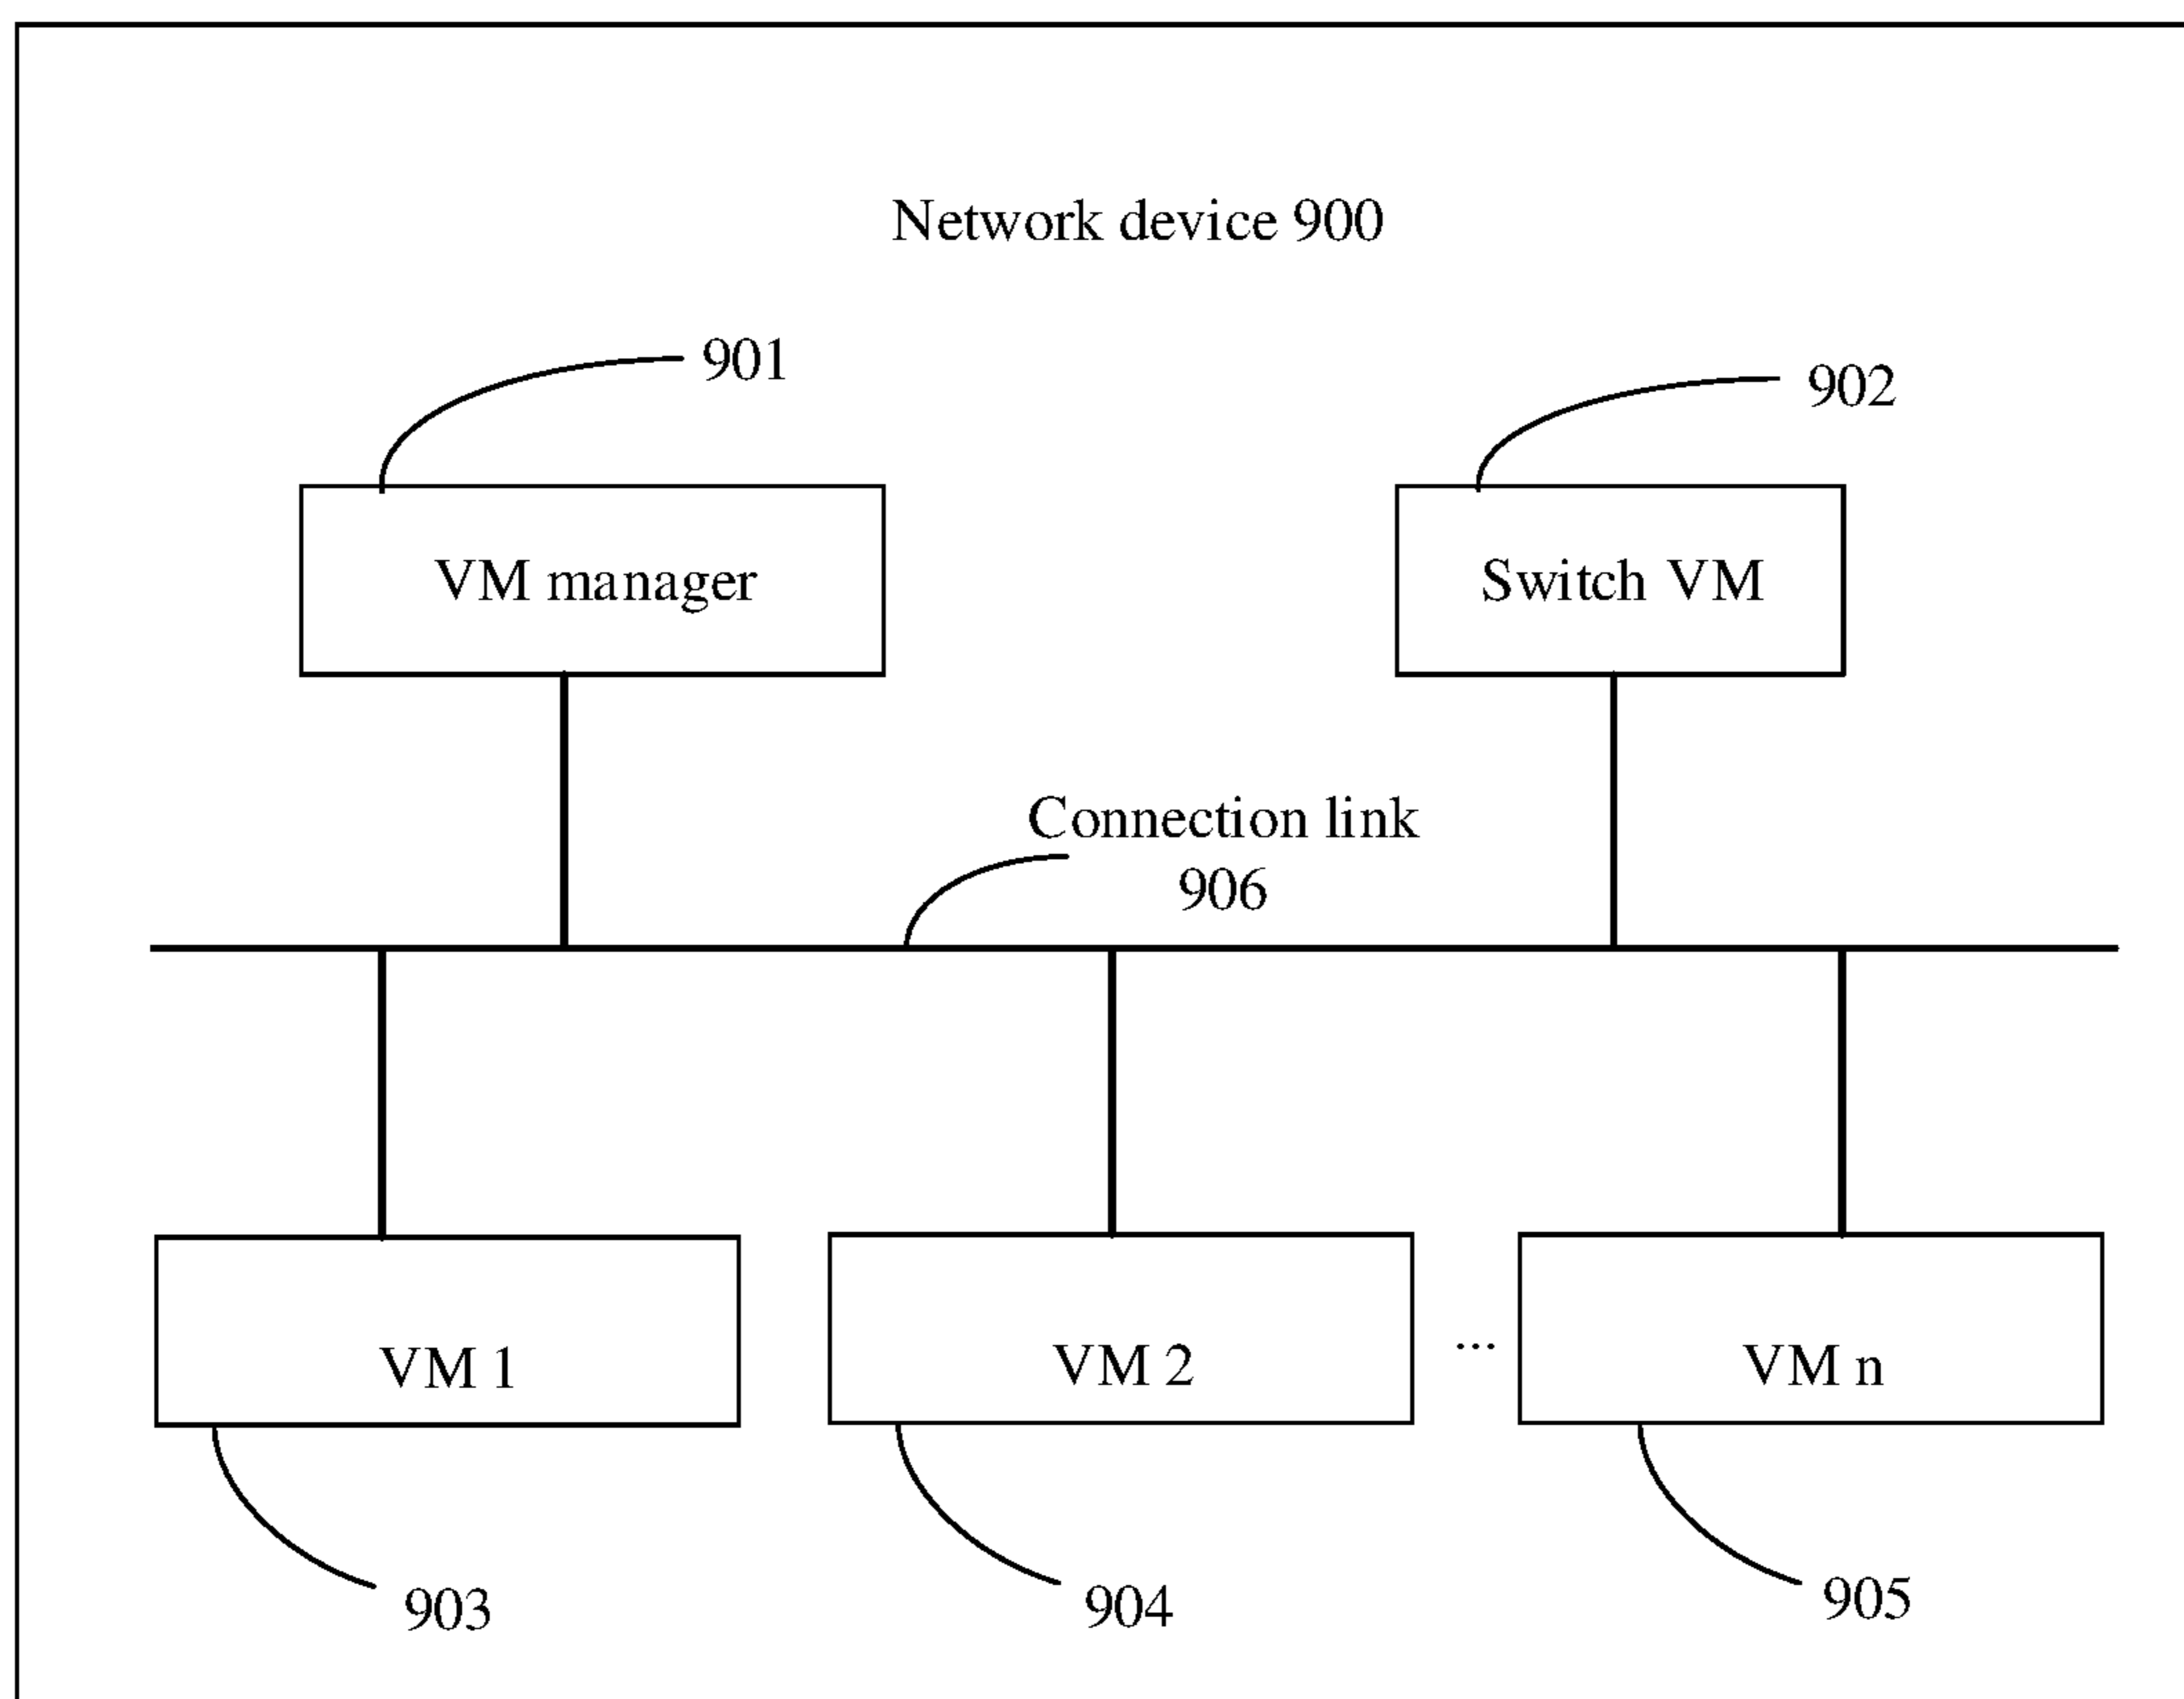 Network device 900
901
902
VM manager
Switch VM
Connection link
906
VM 1
VM 2
...
VM n
903
904
905